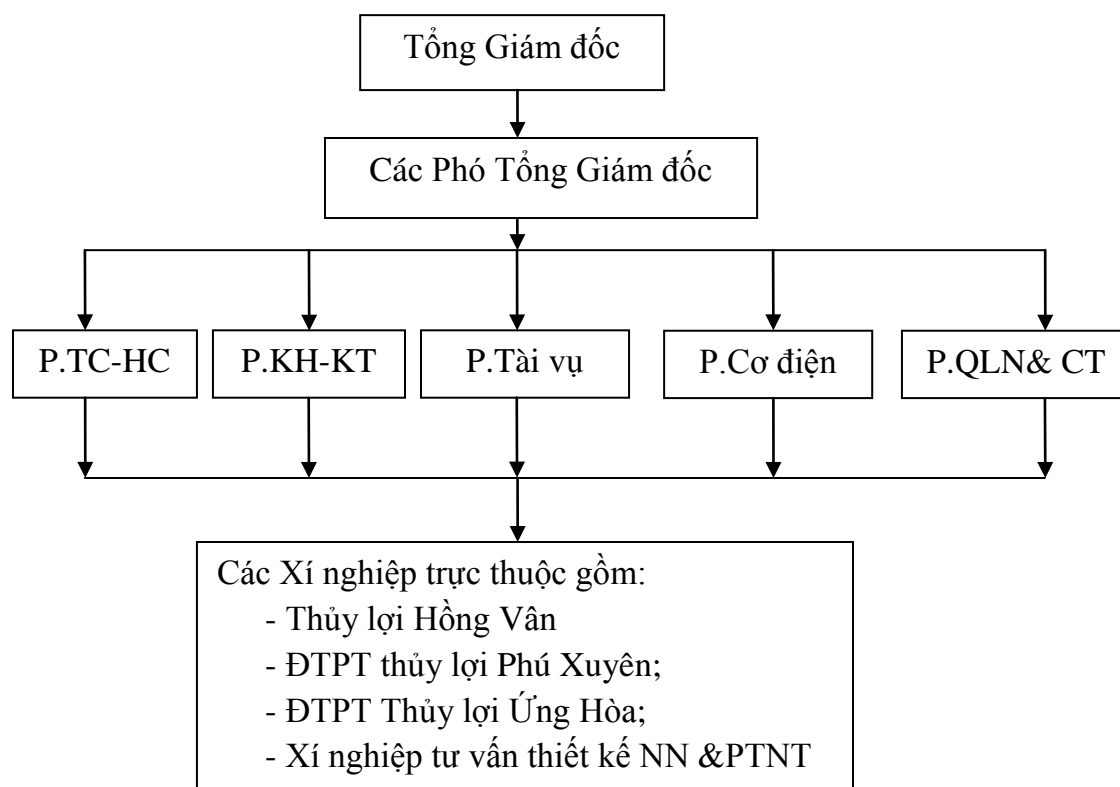 Tổng Giám đốc
Các Phó Tổng Giám đốc
P.TC-HC
P.KH-KT
P.Tài vụ
P.Cơ điện
P.QLN& CT
Các Xí nghiệp trực thuộc gồm:
- Thủy lợi Hồng Vân
- ĐTPT thủy lợi Phú Xuyên;
- ĐTPT Thủy lợi Ứng Hòa;
- Xí nghiệp tư vấn thiết kế NN &PTNT